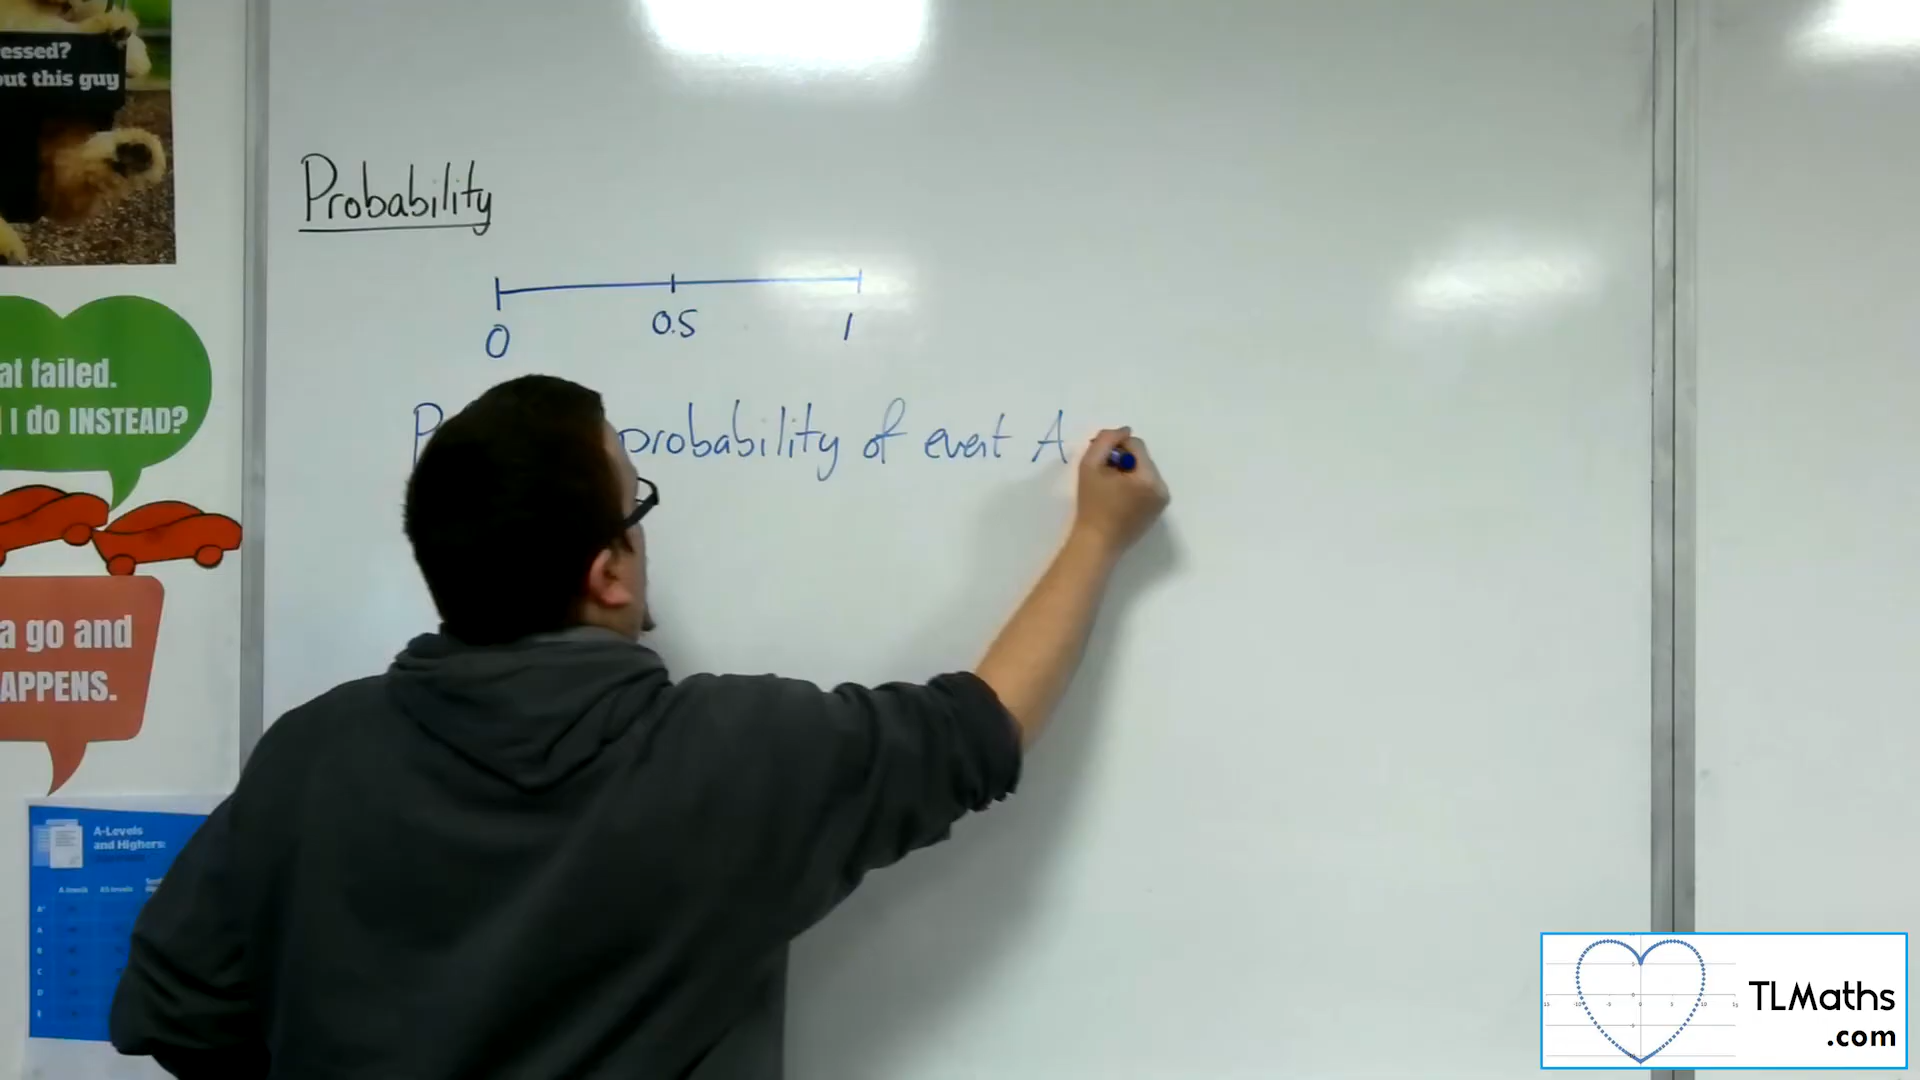 essed?
out this guy
Probability
0 0.5 1
P probability of event A
at failed.
I do INSTEAD?
a go and
APPENS.
A-Levels
and Highers:
TLMaths
.com